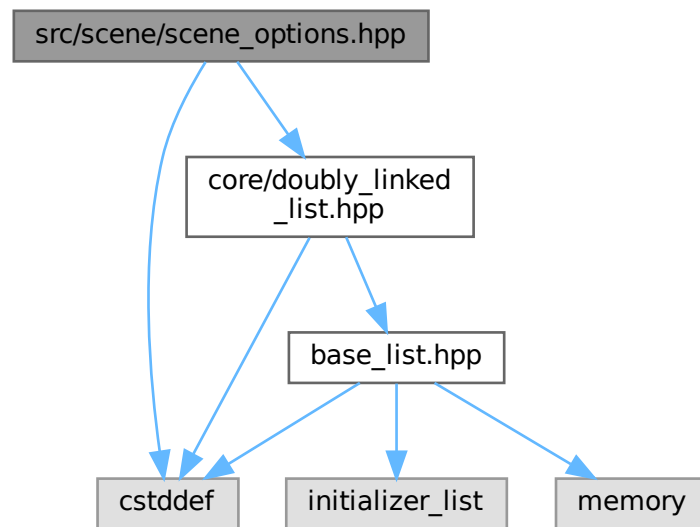 src/scene/scene_options.hpp
core/doubly_linked
_list.hpp
base_list.hpp
cstddef
initializer_list
memory